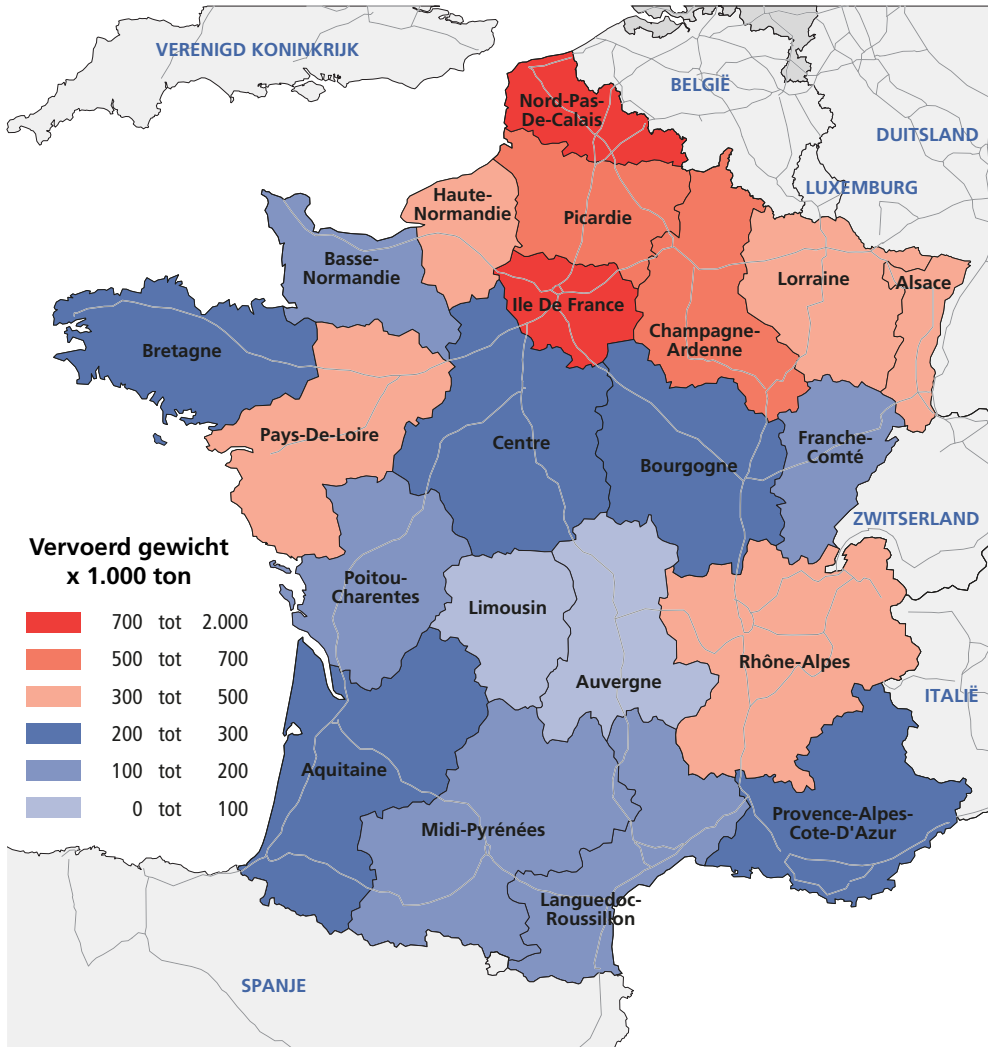 VERENIGD KONINKRIJK
BELGIË
DUITSLAND
LUXEMBURG
Nord-Pas-
De-Calais
Haute-
Normandie
Picardie
Basse-
Normandie
Ile De France
Lorraine
Alsace
Champagne-
Ardenne
Bretagne
Pays-De-Loire
Centre
Bourgogne
Franche-
Comté
ZWITSERLAND
Poitou-
Charentes
Limousin
Auvergne
Rhône-Alpes
ITALIË
Aquitaine
Midi-Pyrénées
Provence-Alpes-
Cote-D'Azur
Languedoc-
Roussillon
SPANJE
Vervoerd gewicht
x 1.000 ton
700 tot 2.000
500 tot 700
300 tot 500
200 tot 300
100 tot 200
0 tot 100